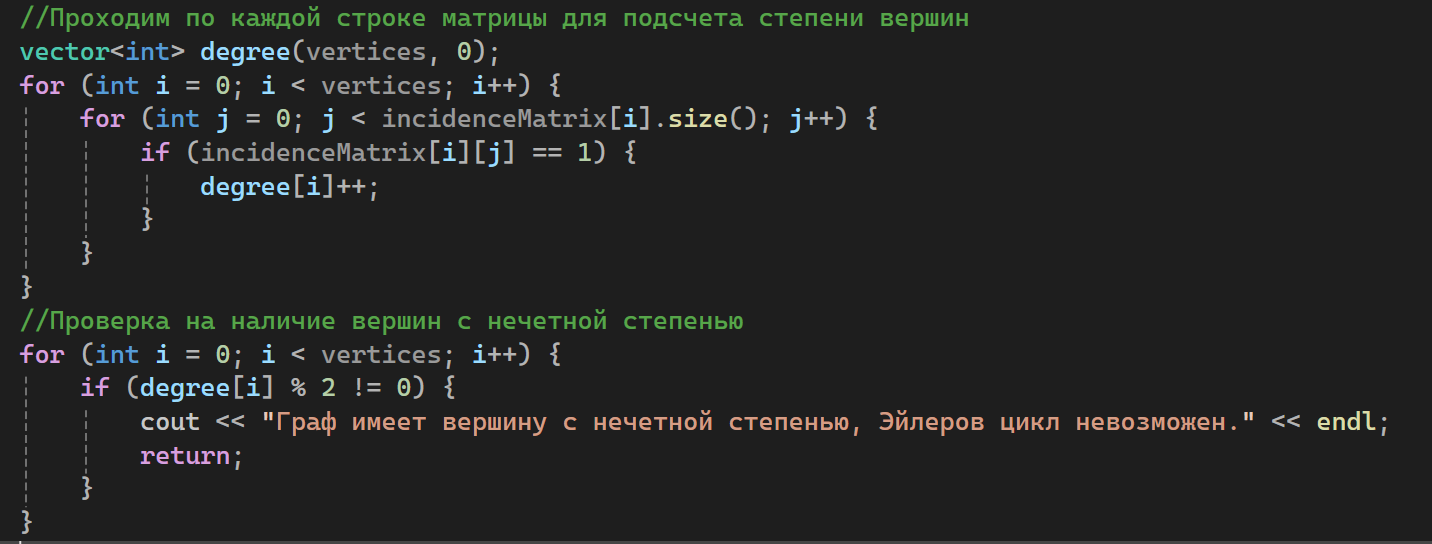 //Проходим по каждой строке матрицы для подсчета степени вершин
vector<int> degree(vertices, 0);
for (int i = 0; i < vertices; i++) {
    for (int j = 0; j < incidenceMatrix[i].size(); j++) {
        if (incidenceMatrix[i][j] == 1) {
            degree[i]++;
        }
    }
}
//Проверка на наличие вершин с нечетной степенью
for (int i = 0; i < vertices; i++) {
    if (degree[i] % 2 != 0) {
        cout << "Граф имеет вершину с нечетной степенью, Эйлеров цикл невозможен." << endl;
        return;
    }
}